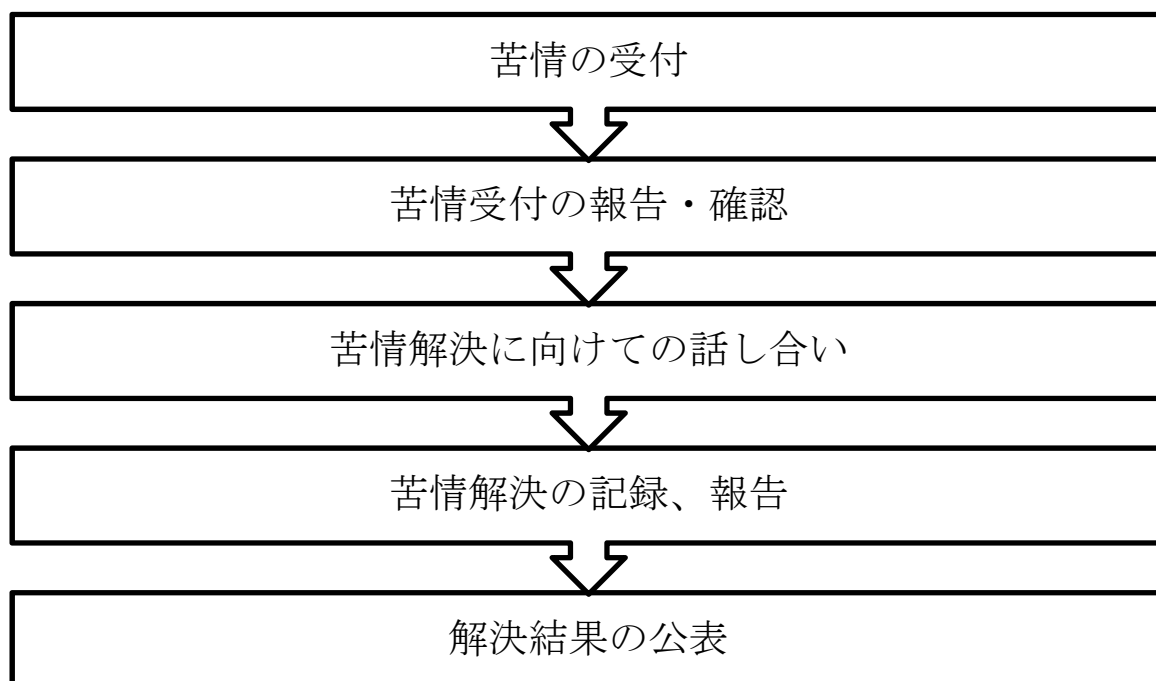 苦情の受付
苦情受付の報告・確認
苦情解決に向けての話し合い
苦情解決の記録、報告
解決結果の公表